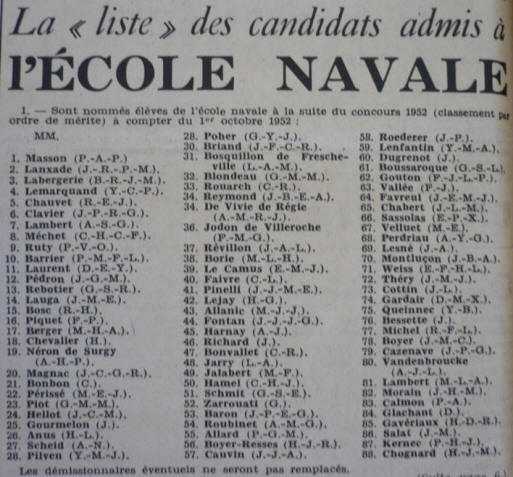 La « liste » des candidats admis à
l'ÉCOLE NAVALE
1. — Sont nommés élèves de l'école navale à la suite du concours 1952 (classement par
ordre de mérite) à compter du 1er octobre 1952 :
MM.
1, Masson (P.-A.-P.)
2. Lanxade (J.-R.-P.-M.).
3. Labergerie (B.-R.-J.-M.).
4. Lemarquand (Y.-C.-P.).
5. Chauvet (R.-E.-J.).
6. Clavier (J.-P.-R.-G.).
7. Lambert (A.-S.-G.).
8. Méchet (C.-H.-C.-F.).
9. Ruty (P.-V.-O.).
10. Barrier (P.-M.-F.-L.).
11. Laurent (D.-E.-Y.).
12. Pédron (J.-G.-M.).
13. Rebotier (G.-S.-R.).
14. Lauga (J.-M.-E.).
15. Bosc (R.-H.).
16. Piquet (F.-P.).
17. Berger (M.-H.-A.).
18. Chevalier (H.).
19. Néron de Surgy
(A.-H.-P.).
20. Magnac (J.-C.-G.-R.).
21. Bonbon (C.).
22. Périssé (M.-E.-J.).
23. Piot (G.-M.-M.).
24. Hellot (J.-C.-M.).
25. Gourmelon (J.).
26. Anus (H.-L.).
27. Scheid (A.-N.).
28. Pilven (Y.-M.-J.).
28. Poher (G.-Y.-J.).
30. Briand (J.-F.-C.-R.).
31. Bosquillon de Fresche-
ville (L.-A.-M.).
32. Blondeau (G.-M.-M.).
33. Rouarch (C.-R.).
34. Reymond (J.-B.-E.-A.).
34. De Vivie de Régie
(A.-M.-R.-J.).
36. Jodon de Villeroche
(F.-M.-G.).
37. Révillon (J.-A.-L.).
38. Borie (M.-L.-H.).
39. Le Camus (E.-M.-J.).
40. Faivre (C.-L.).
41. Pinelli (J.-J.-M.-E.).
42. Lejay (H.-G.).
43. Allanic (M.-J.-J.).
44. Fontan (J.-J.-J.-G.).
45. Harnay (A.-J.).
46. Richard (J.).
47. Bonvallet (C.-R.).
48. Jarry (L.-A.).
49. Jalabert (M.-F.).
50. Hamel (C.-H.-J.).
51. Schmit (G.-S.-E.).
52. Zarrouati (G.).
53. Baron (J.-P.-E.-G.).
54. Roubinet (A.-M.-G.).
55. Allard (P.-G.-M.).
56. Boyer-Resses (H.-J.-R.).
57. Cauvin (J.-J.-A.).
58. Roederer (J.-P.).
59. Lenfantin (Y.-M.-A.).
60. Dugrenot (J.).
61. Boussaroque (G.-S.-L.).
62. Gouton (F.-J.-L.-P.).
63. Vallée (F.-J.).
64. Favreul (J.-E.-M.-J.).
65. Chabert (J.-L.-M.).
66. Sassolas (E.-P.-X.).
67. Velluet (M.-E.).
68. Perdriau (A.-Y.-G.).
69. Lesné (J.-A.).
70. Montluçon (J.-B.-A.).
71. Weiss (E.-F.-H.-L.).
72. Théry (M.-J.).
73. Cottin (J.-L.).
74. Gardair (D.-M.-X.).
75. Queinnec (Y.-B.).
76. Hessette (J.).
77. Michel (R.-F.-L.).
78. Boyer (J.-M.-C.).
79. Cazenave (J.-P.-G.).
80. Vandenbroucke
(A.-J.-L.).
81. Lambert (M.-L.-A.).
82. Morain (J.-H.-M.).
83. Calmon (P.-A.).
84. Glachant (D.).
85. Gavériaux (H.-D.-R.).
86. Salat (J.-M.).
87. Kernec (P.-H.-J.).
88. Chognard (H.-J.-M.).
Les démissionnaires éventuels ne seront pas remplacés.